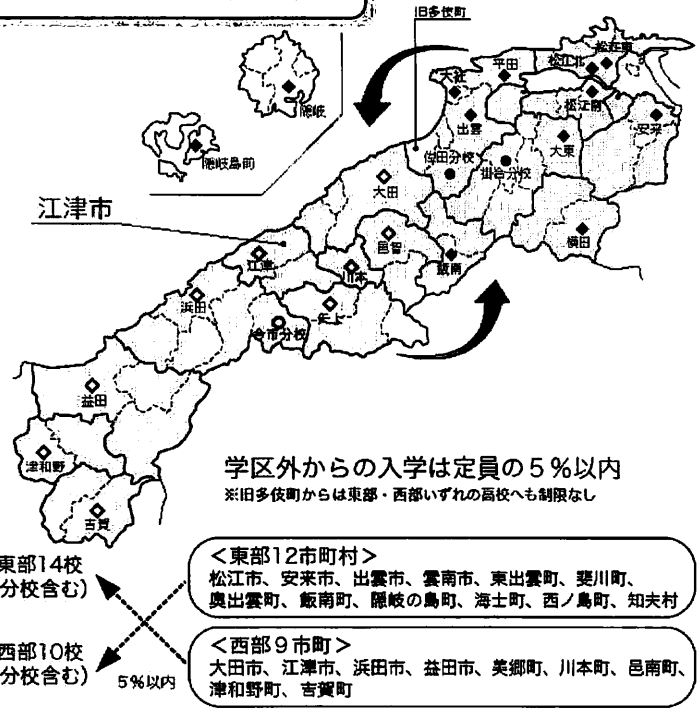 旧多伎町
松江東
松江北
平田
大社
隠岐
松江南
出雲
安来
隠岐島前
大東
佐田分校
掛合分校
大田
江津市
邑智
横田
江津
川本
飯南
浜田
矢上
今市分校
益田
学区外からの入学は定員の5%以内
津和野
※旧多伎町からは東部・西部いずれの高校へも制限なし
吉賀
東部14校
分校含む)
＜東部12市町村＞
松江市、安来市、出雲市、雲南市、東出雲町、斐川町、
奥出雲町、飯南町、隠岐の島町、海士町、西ノ島町、知夫村
西部10校
分校含む)
5%以内
＜西部9市町＞
大田市、江津市、浜田市、益田市、美郷町、川本町、邑南町、
津和野町、吉賀町